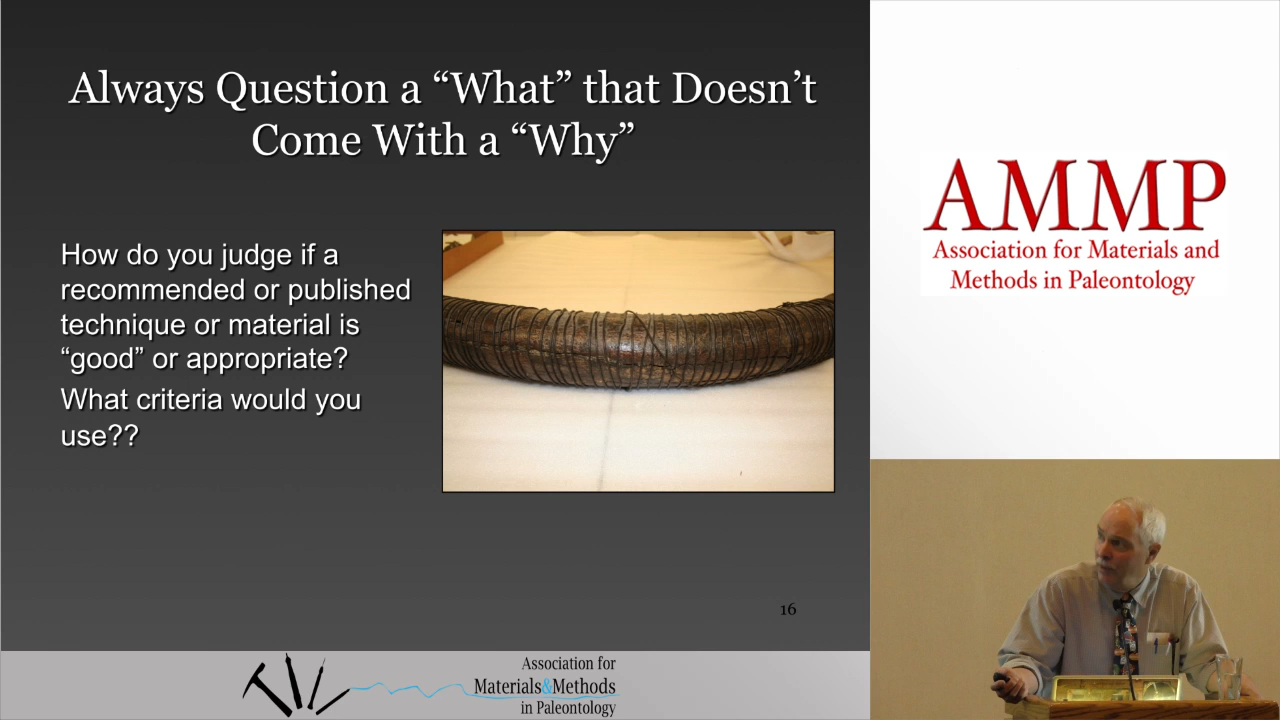 Always Question a “What” that Doesn’t
Come With a “Why”
How do you judge if a
recommended or published
technique or material is
“good” or appropriate?
What criteria would you
use??
16
Association for
Materials&Methods
in Paleontology
AMMP
Association for Materials and
Methods in Paleontology